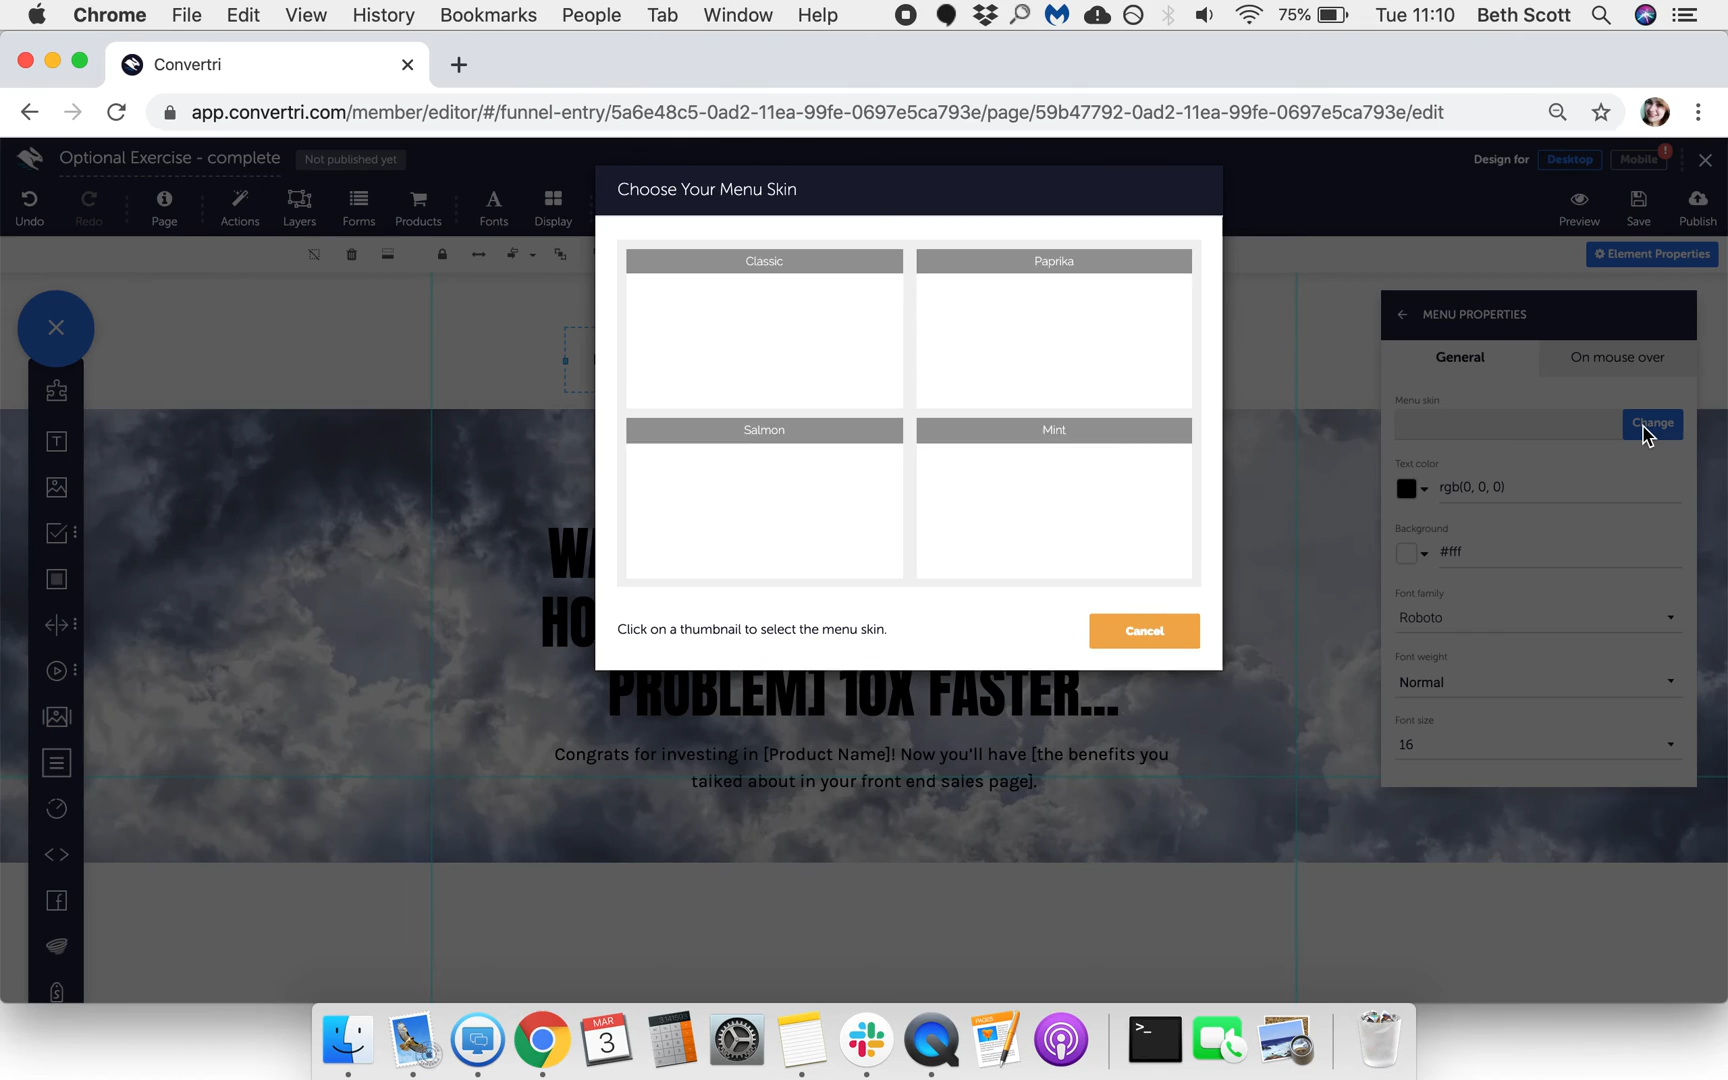 Chrome File Edit View History Bookmarks People Tab Window Help 75% Tue 11:10 Beth Scott
Convertri
app.convertri.com/member/editor/#/funnel-entry/5a6e48c5-0ad2-11ea-99fe-0697e5ca793e/page/59b47792-0ad2-11ea-99fe-0697e5ca793e/edit
Optional Exercise - complete Not published yet
Design for Desktop Mobile !
Undo Redo Page Actions Layers Forms Products Fonts Display
Preview Save Publish
Element Properties
Choose Your Menu Skin
Classic Paprika
Salmon Mint
Click on a thumbnail to select the menu skin.
Cancel
MENU PROPERTIES
General On mouse over
Menu skin
Change
Text color
rgb(0, 0, 0)
Background
#fff
Font family
Roboto
Font weight
Normal
Font size
16
PROBLEM] 10X FASTER...
Congrats for investing in [Product Name]! Now you'll have [the benefits you
talked about in your front end sales page].
MAR
3
PAGES
>_